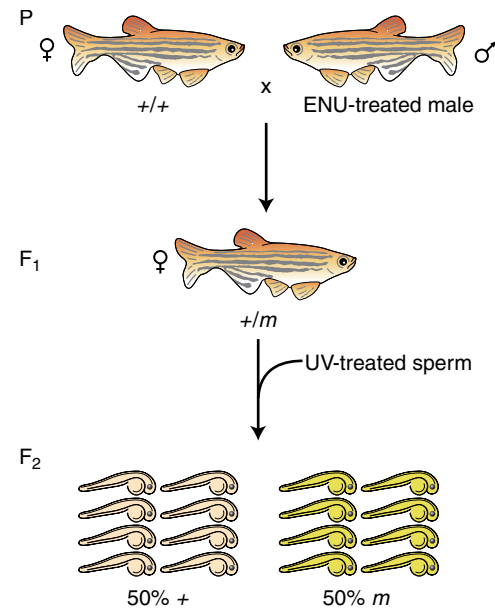 P
♀
♂
+/+
x
ENU-treated male
F1
♀
+/m
UV-treated sperm
F2
50% +
50% m